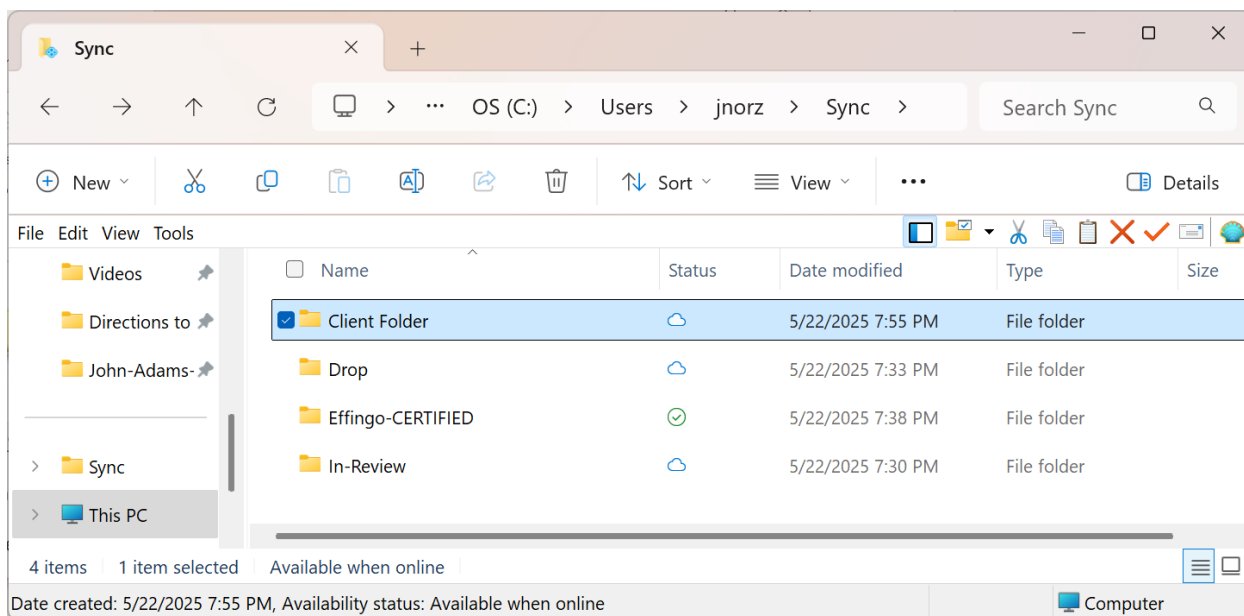 Sync
OS (C:) Users jnorz Sync Search Sync
New Sort View Details
File Edit View Tools
Name Status Date modified Type Size
Videos
Directions to
John-Adams-
Sync
This PC
Client Folder 5/22/2025 7:55 PM File folder
Drop 5/22/2025 7:33 PM File folder
Effingo-CERTIFIED 5/22/2025 7:38 PM File folder
In-Review 5/22/2025 7:30 PM File folder
4 items 1 item selected Available when online
Date created: 5/22/2025 7:55 PM, Availability status: Available when online Computer